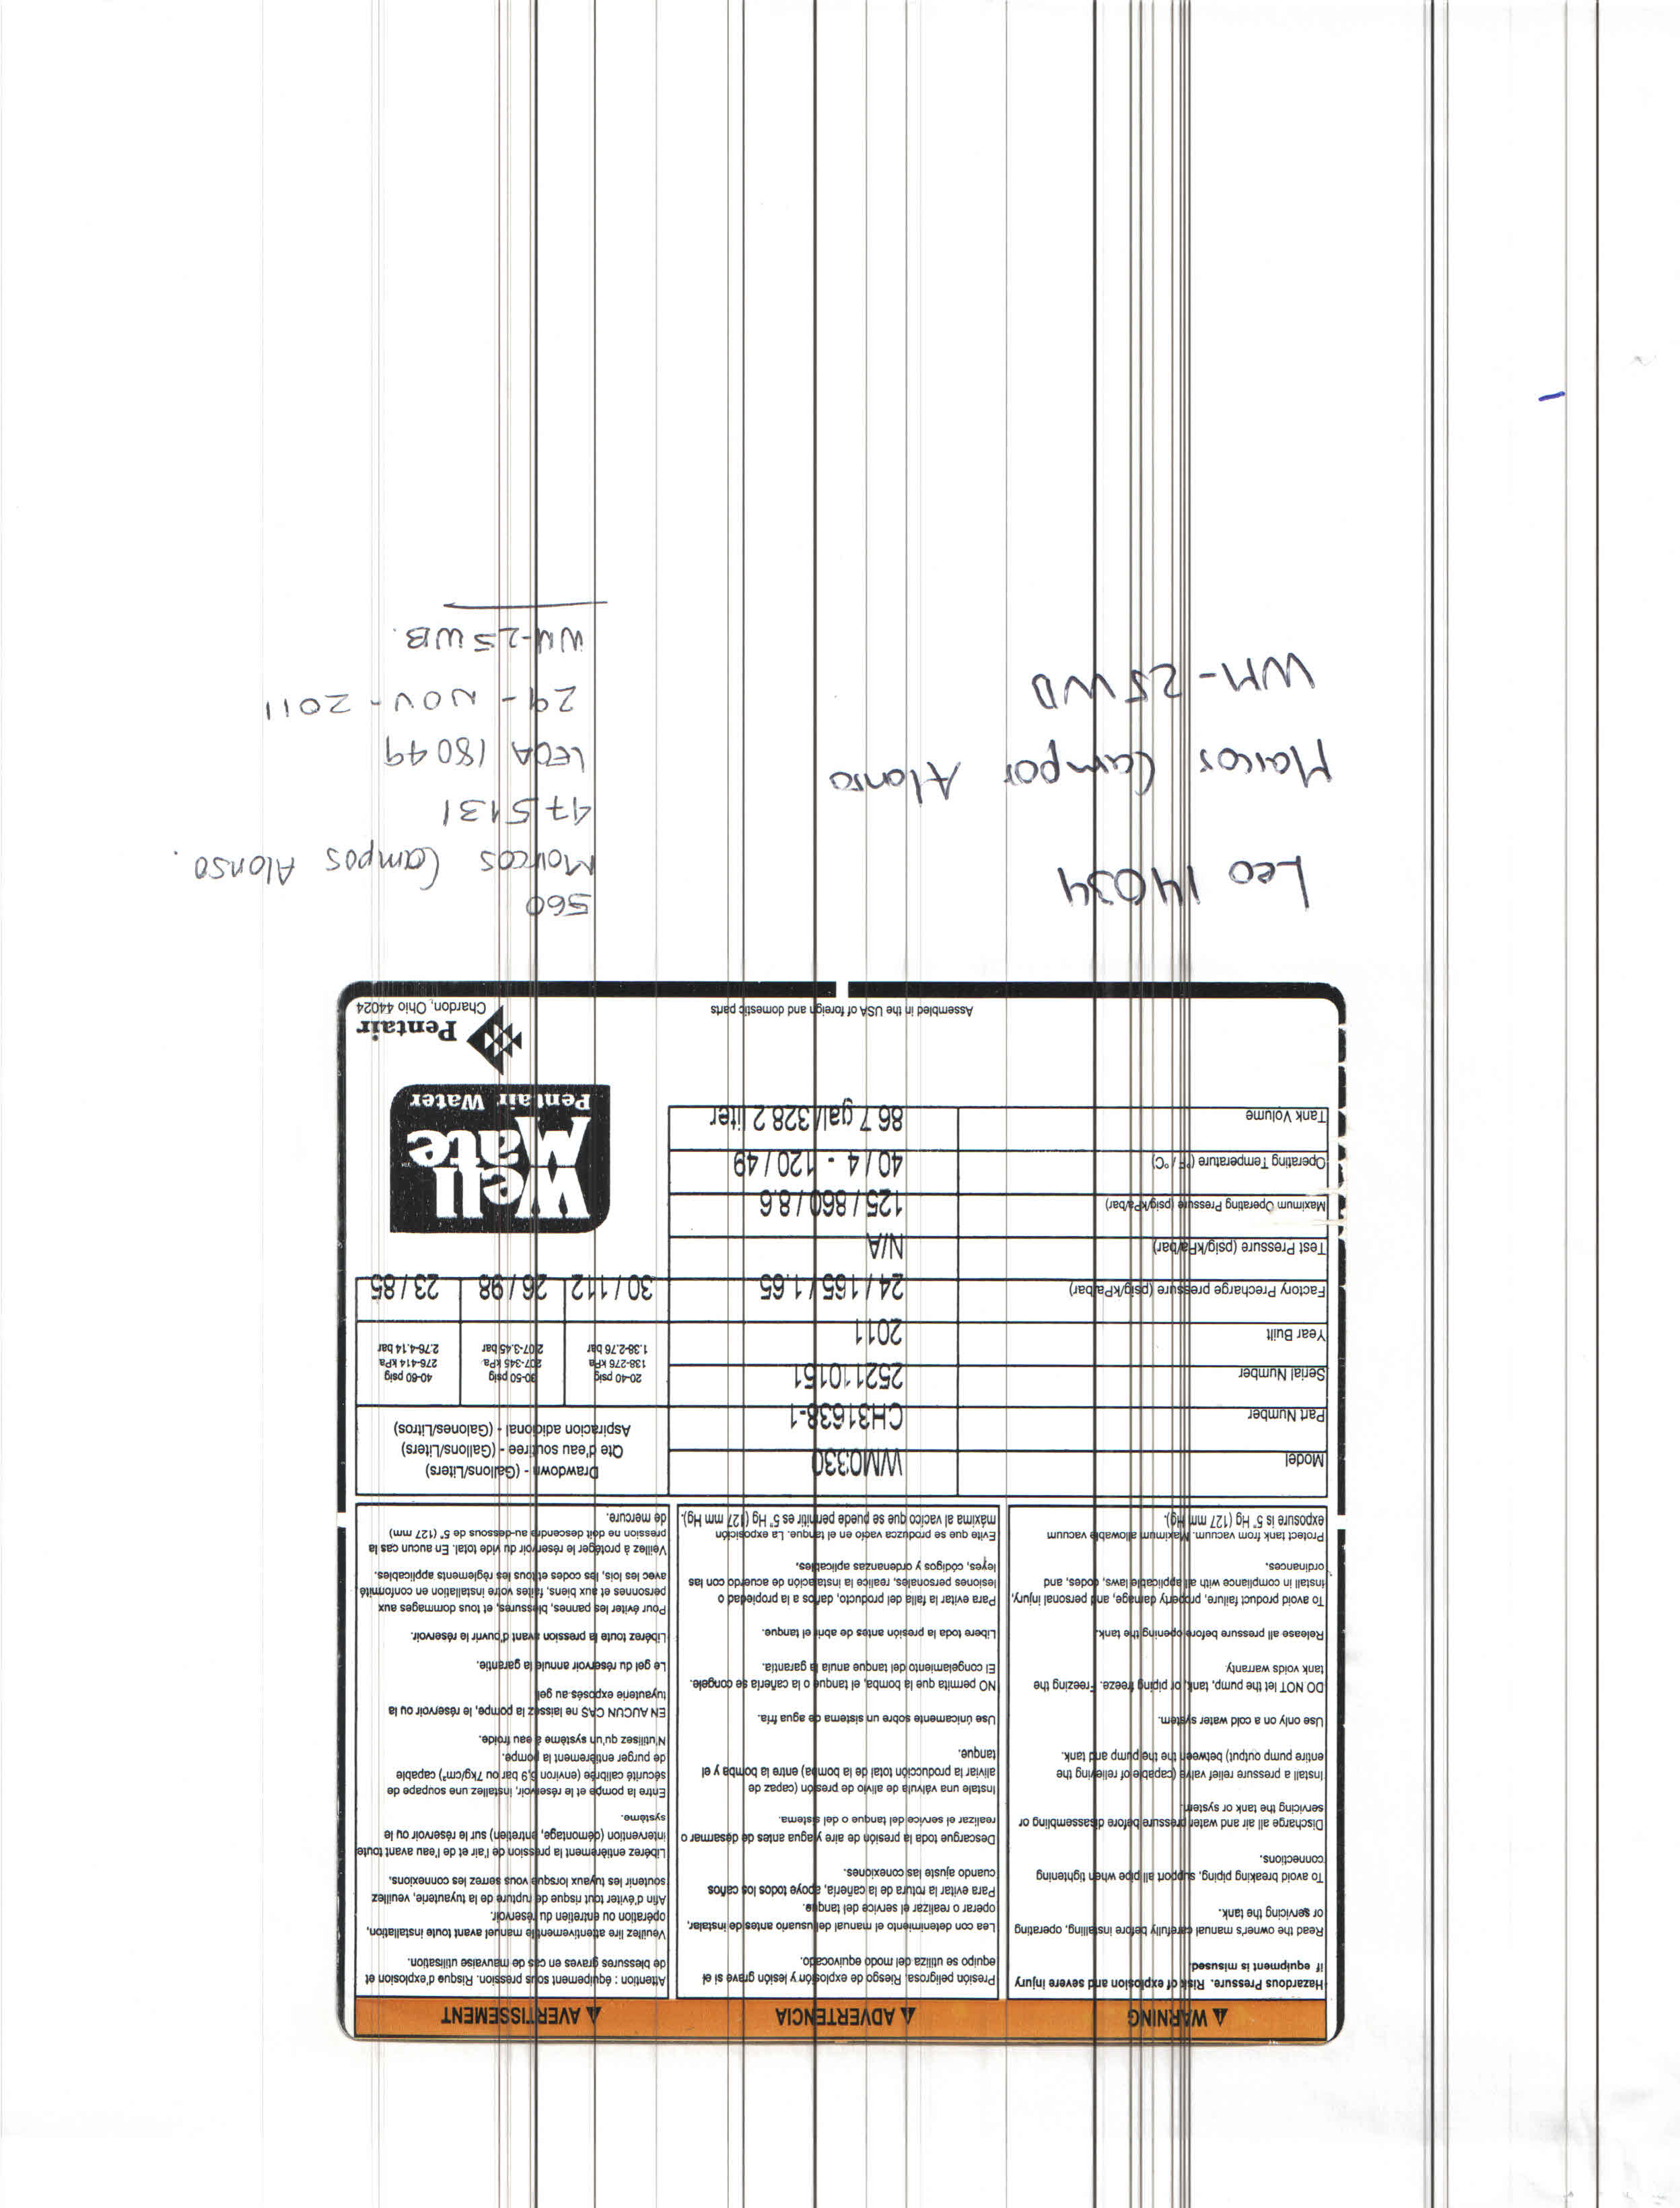 WARNING
Hazardous Pressure. Risk of explosion and severe injury
if equipment is misused.
Read the owner's manual carefully before installing, operating
or servicing the tank.
To avoid breaking piping, support all pipe when tightening
connections.
Discharge all air and water pressure before disassembling or
servicing the tank or system.
Install a pressure relief valve (capable of relieving the
entire pump output) between the the pump and tank.
Use only on a cold water system.
DO NOT let the pump, tank, or piping freeze. Freezing the
tank voids warranty
Release all pressure before opening the tank.
To avoid product failure, property damage, and personal injury,
install in compliance with all applicable laws, codes, and
ordinances.
Protect tank from vacuum. Maximum allowable vacuum
exposure is 5" Hg (127 mm Hg).
ADVERTENCIA
Presión peligrosa. Riesgo de explosión y lesión grave si el
equipo se utiliza del modo equivocado.
Lea con detenimiento el manual del usuario antes de instalar,
operar o realizar el service del tanque.
Para evitar la rotura de la cañería, apoye todos los caños
cuando ajuste las conexiones.
Descargue toda la presión de aire y agua antes de desarmar o
realizar el service del tanque o del sistema.
Instale una válvula de alivio de presión (capaz de
aliviar la producción total de la bomba) entre la bomba y el
tanque.
Use únicamente sobre un sistema de agua fría.
NO permita que la bomba, el tanque o la cañería se congele.
El congelamiento del tanque anula la garantía.
Libere toda la presión antes de abrir el tanque.
Para evitar la falla del producto, daños a la propiedad o
lesiones personales, realice la instalación de acuerdo con las
leyes, códigos y ordenanzas aplicables.
Evite que se produzca vacío en el tanque. La exposición
máxima al vacico que se puede permitir es 5" Hg (127 mm Hg).
AVERTISSEMENT
Attention : équipement sous pression. Risque d'explosion et
de blessures graves en cas de mauvaise utilisation.
Veuillez lire attentivement le manuel avant toute installation,
opération ou entretien du réservoir.
Afin d'éviter tout risque de rupture de la tuyauterie, veuillez
soutenir les tuyaux lorsque vous serrez les connexions,
Libérez entièrement la pression de l'air et de l'eau avant toute
intervention (démontage, entretien) sur le réservoir ou le
système.
Entre la pompe et le réservoir, installez une soupape de
sécurité calibrée (environ 6,9 bar ou 7kg/cm²) capable
de purger entièrement la pompe.
N'utilisez qu'un système à eau froide.
EN AUCUN CAS ne laissez la pompe, le réservoir ou la
tuyauterie exposés au gel
Le gel du réservoir annule la garantie.
Libérez toute la pression avant d'ouvrir le réservoir.
Pour éviter les pannes, blessures, et tous dommages aux
personnes et aux biens, faites votre installation en conformité
avec les lois, les codes et tous les règlements applicables.
Veillez à protéger le réservoir du vide total. En aucun cas la
pression ne doit descendre au-dessous de 5" (127 mm)
de mercure.
Model WM0330
Part Number CH31638-1
Serial Number 252110151
Year Built 2011
Factory Precharge pressure (psig/kPa/bar) 24 / 165 / 1.65
Test Pressure (psig/kPa/bar) N/A
Maximum Operating Pressure (psig/kPa/bar) 125 / 860 / 8.6
Operating Temperature (°F / °C) 40 / 4 - 120 / 49
Tank Volume 86.7 gal/ 328.2 liter
Drawdown - (Gallons/Liters)
Qte d'eau soutiree - (Gallons/Liters)
Aspiracion adicional - (Galones/Litros)
20-40 psig 30-50 psig 40-60 psig
138-276 kPa 207-345 kPa 276-414 kPa
1.38-2.76 bar 2.07-3.45 bar 2.76-4.14 bar
30 / 112 26 / 98 23 / 85
Well
Mate
Pentair Water
Pentair
Chardon, Ohio 44024
Assembled in the USA of foreign and domestic parts
Leo 14034
Marcos Campos Alonso
WM-25WD
560
Marcos Campos Alonso.
475131
LEOA 18049
29 - NOV - 2011
WM-25WB.